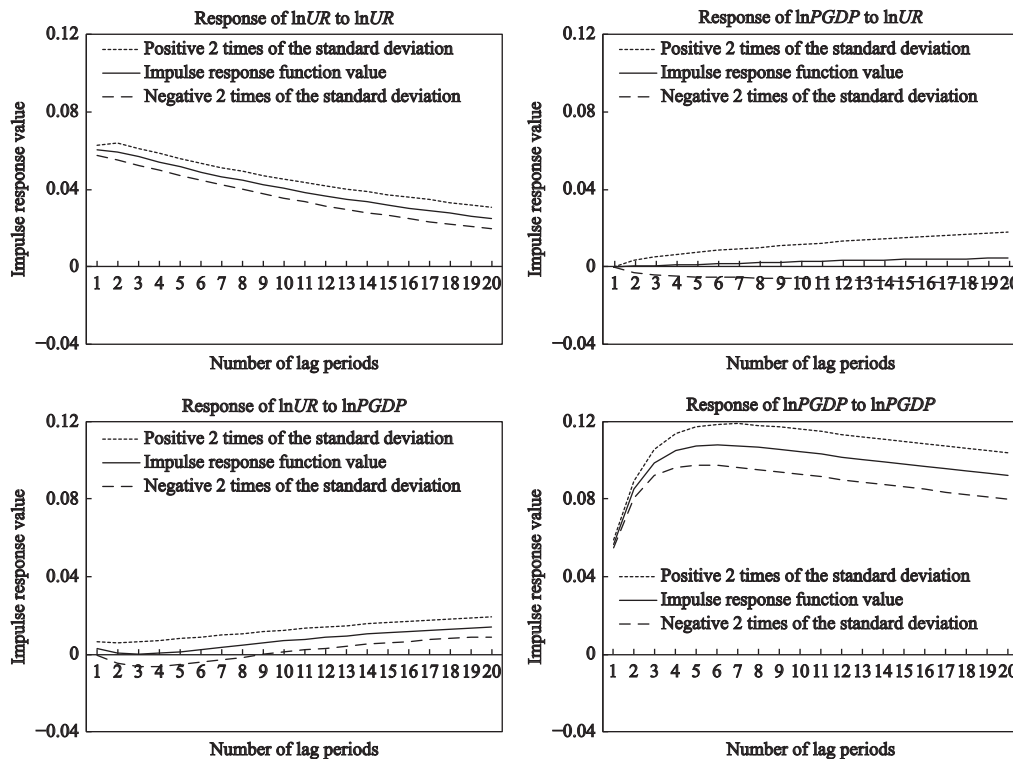 Response of lnUR to lnUR
0.12
Positive 2 times of the standard deviation
Impulse response function value
Negative 2 times of the standard deviation
0.08
0.04
0
−0.04
Impulse response value
1 2 3 4 5 6 7 8 9 10 11 12 13 14 15 16 17 18 19 20
Number of lag periods
Response of lnPGDP to lnUR
0.12
Positive 2 times of the standard deviation
Impulse response function value
Negative 2 times of the standard deviation
0.08
0.04
0
−0.04
Impulse response value
1 2 3 4 5 6 7 8 9 10 11 12 13 14 15 16 17 18 19 20
Number of lag periods
Response of lnUR to lnPGDP
0.12
Positive 2 times of the standard deviation
Impulse response function value
Negative 2 times of the standard deviation
0.08
0.04
0
−0.04
Impulse response value
1 2 3 4 5 6 7 8 9 10 11 12 13 14 15 16 17 18 19 20
Number of lag periods
Response of lnPGDP to lnPGDP
0.12
0.08
0.04
Positive 2 times of the standard deviation
Impulse response function value
Negative 2 times of the standard deviation
0
−0.04
Impulse response value
1 2 3 4 5 6 7 8 9 10 11 12 13 14 15 16 17 18 19 20
Number of lag periods